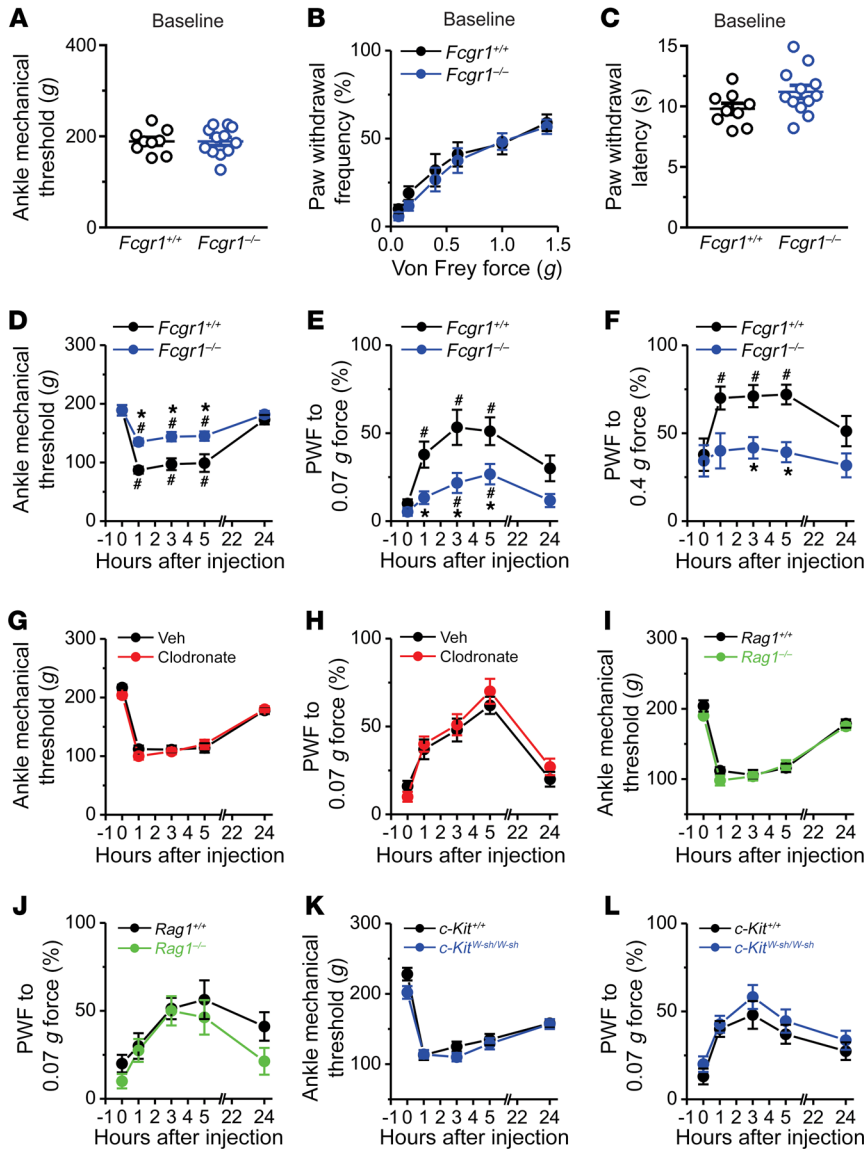 A
Baseline
Ankle mechanical
threshold (g)
400
200
0
Fcgr1+/+
Fcgr1–/–
B
Baseline
Paw withdrawal
frequency (%)
100
50
0
Fcgr1+/+
Fcgr1–/–
0.0 0.5 1.0 1.5
Von Frey force (g)
C
Baseline
Paw withdrawal
latency (s)
15
10
5
0
Fcgr1+/+
Fcgr1–/–
D
Fcgr1+/+
Fcgr1–/–
Ankle mechanical
threshold (g)
300
200
100
0
* * *
# # #
# # #
-1 0 1 2 3 4 5 22 24
Hours after injection
E
Fcgr1+/+
Fcgr1–/–
PWF to
0.07 g force (%)
100
50
0
# # #
# #
* * *
-1 0 1 2 3 4 5 22 24
Hours after injection
F
Fcgr1+/+
Fcgr1–/–
PWF to
0.4 g force (%)
100
50
0
# # #
* *
-1 0 1 2 3 4 5 22 24
Hours after injection
G
Veh
Clodronate
Ankle mechanical
threshold (g)
300
200
100
0
-1 0 1 2 3 4 5 22 24
Hours after injection
H
Veh
Clodronate
PWF to
0.07 g force (%)
100
50
0
-1 0 1 2 3 4 5 22 24
Hours after injection
I
Rag1+/+
Rag1–/–
Ankle mechanical
threshold (g)
300
200
100
-1 0 1 2 3 4 5 22 24
Hours after injection
J
Rag1+/+
Rag1–/–
PWF to
0.07 g force (%)
100
50
0
-1 0 1 2 3 4 5 22 24
Hours after injection
K
c-Kit+/+
c-KitW-sh/W-sh
Ankle mechanical
threshold (g)
300
200
100
-1 0 1 2 3 4 5 22 24
Hours after injection
L
c-Kit+/+
c-KitW-sh/W-sh
PWF to
0.07 g force (%)
100
50
0
-1 0 1 2 3 4 5 22 24
Hours after injection